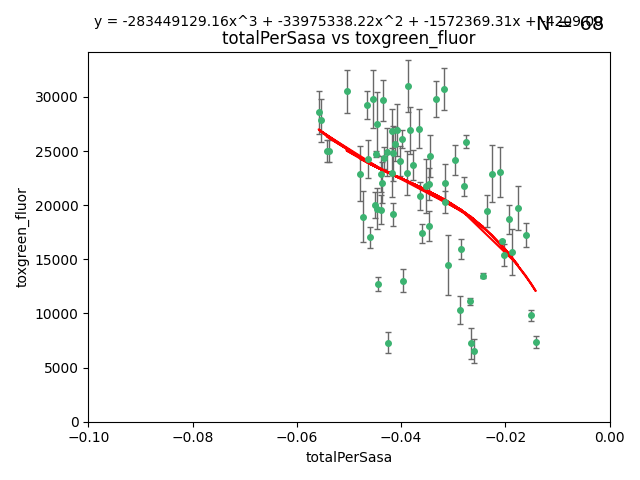 y = -283449129.16x^3 + -33975338.22x^2 + -1572369.31x + -4209.09
N = 68
totalPerSasa vs toxgreen_fluor
30000
25000
20000
15000
10000
5000
0
toxgreen_fluor
−0.10 −0.08 −0.06 −0.04 −0.02 0.00
totalPerSasa